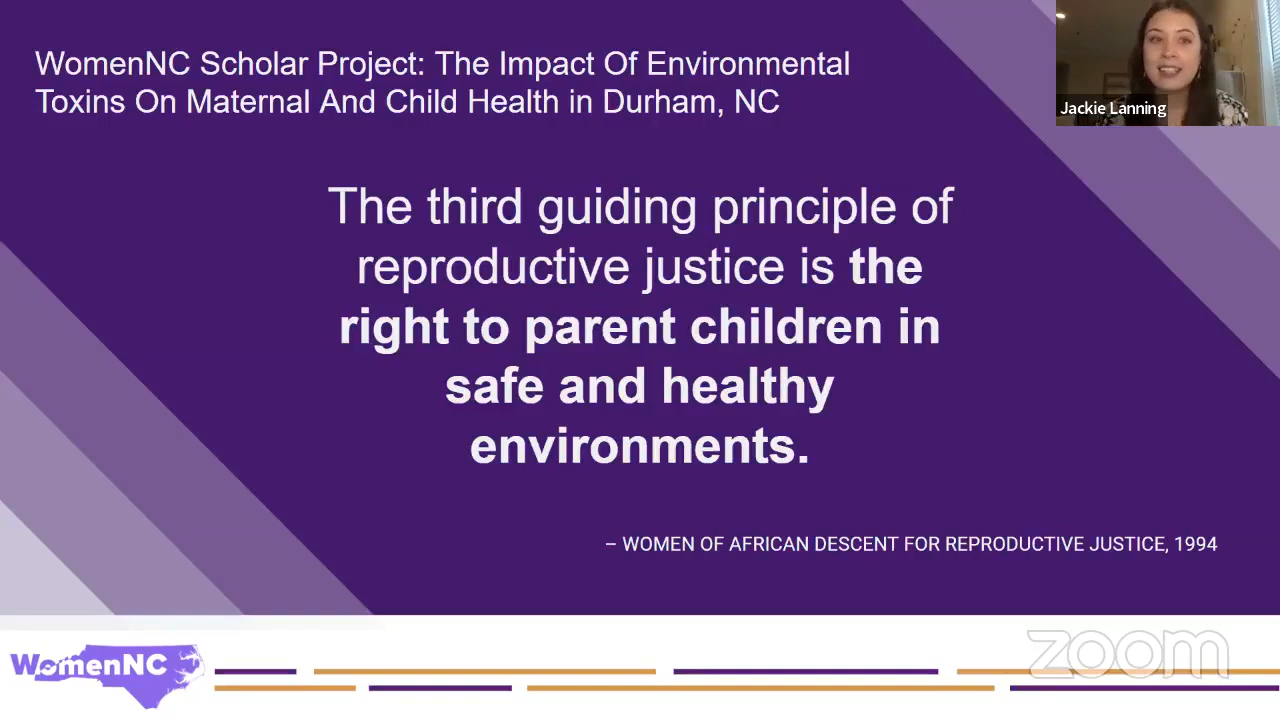 WomenNC Scholar Project: The Impact Of Environmental
Toxins On Maternal And Child Health in Durham, NC
Jackie Lanning
The third guiding principle of
reproductive justice is the
right to parent children in
safe and healthy
environments.
– WOMEN OF AFRICAN DESCENT FOR REPRODUCTIVE JUSTICE, 1994
WomenNC
zoom